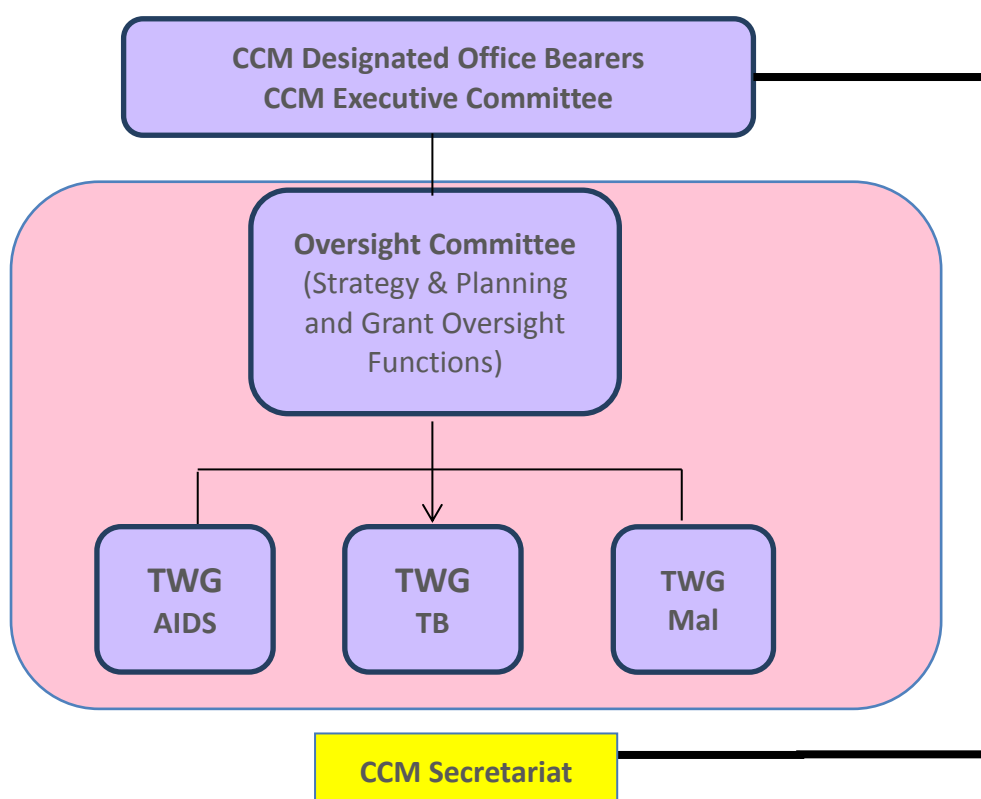 CCM Designated Office Bearers
CCM Executive Committee
Oversight Committee
(Strategy & Planning
and Grant Oversight
Functions)
TWG
AIDS
TWG
TB
TWG
Mal
CCM Secretariat